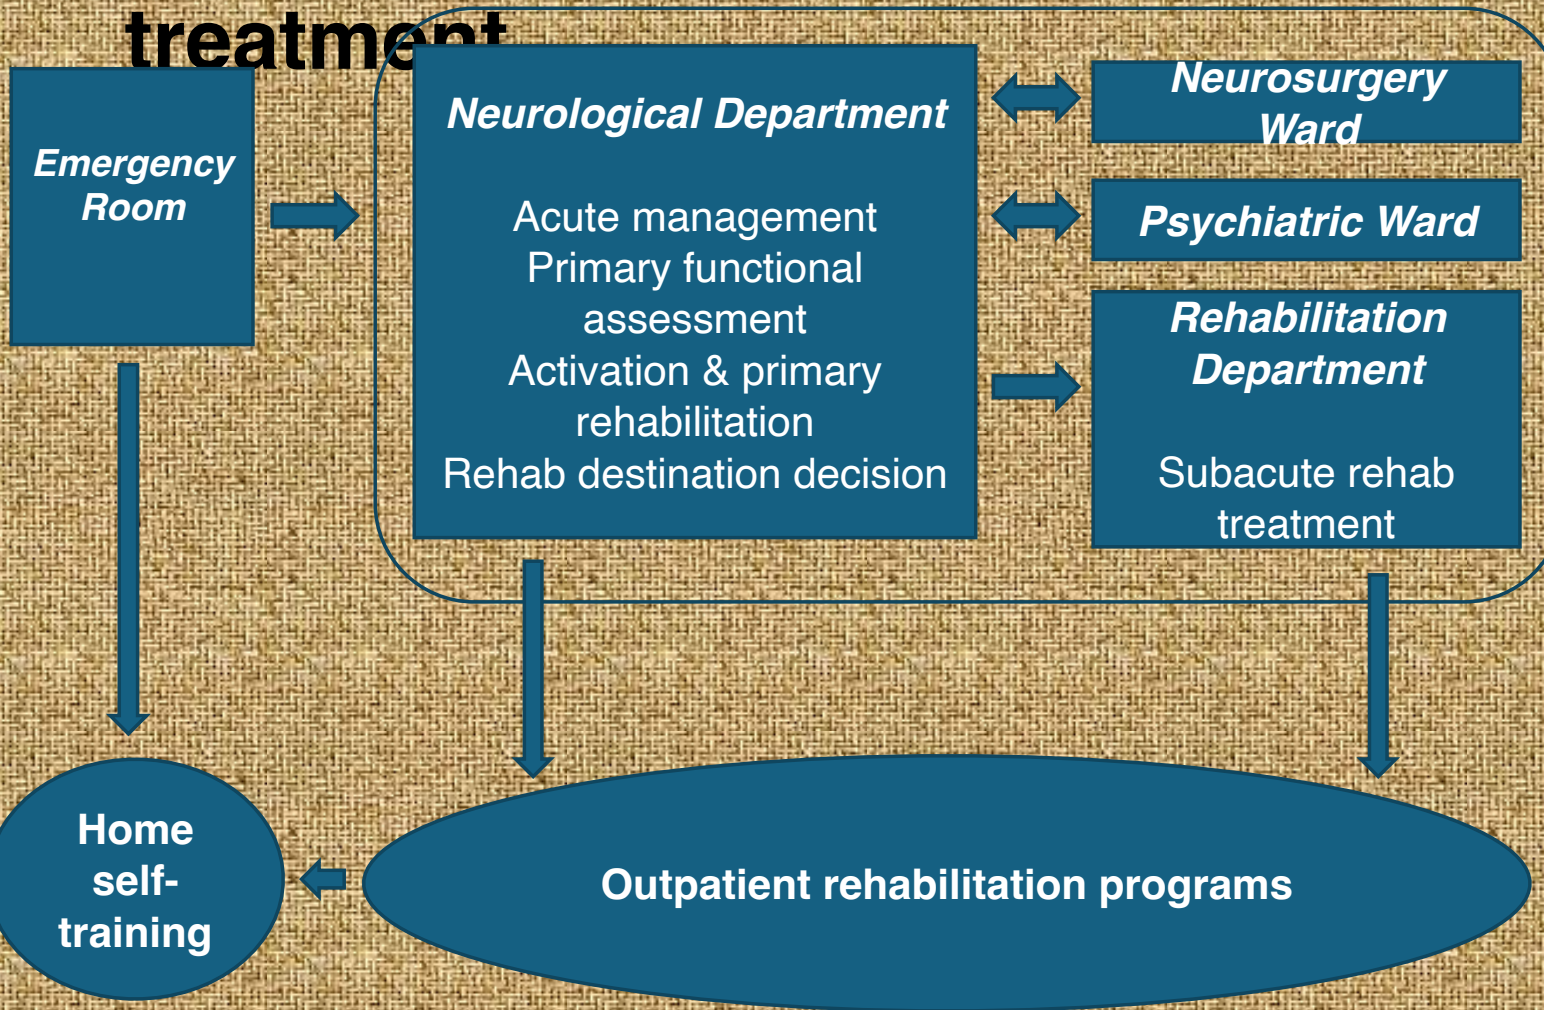 treatment
Emergency
Room
Neurological Department
Acute management
Primary functional
assessment
Activation & primary
rehabilitation
Rehab destination decision
Neurosurgery
Ward
Psychiatric Ward
Rehabilitation
Department
Subacute rehab
treatment
Home
self-
training
Outpatient rehabilitation programs